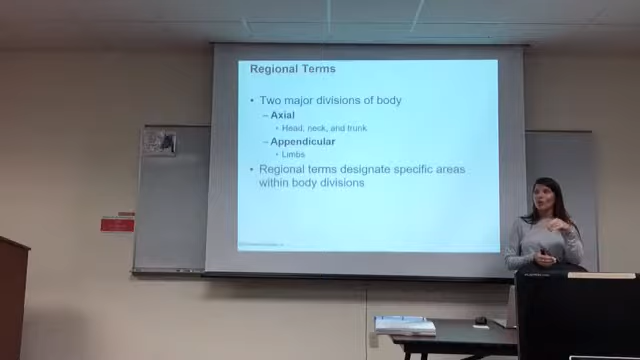 Regional Terms
• Two major divisions of body
– Axial
• Head, neck, and trunk
– Appendicular
• Limbs
• Regional terms designate specific areas
within body divisions